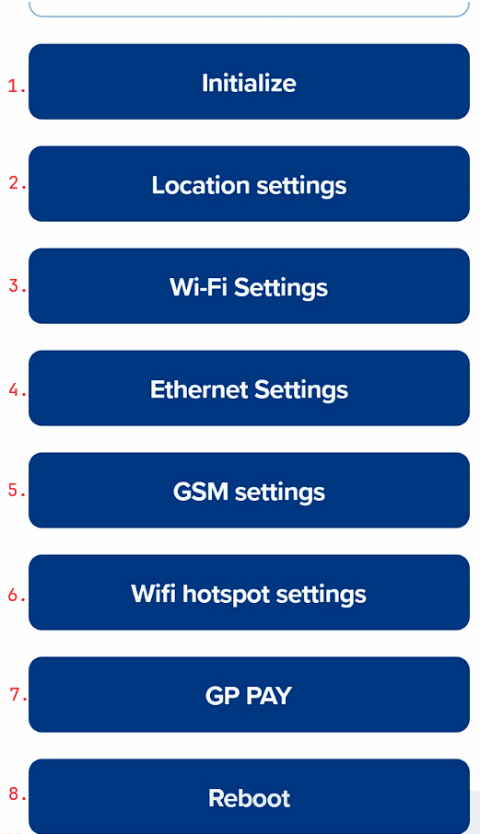 1. Initialize
2. Location settings
3. Wi-Fi Settings
4. Ethernet Settings
5. GSM settings
6. Wifi hotspot settings
7. GP PAY
8. Reboot